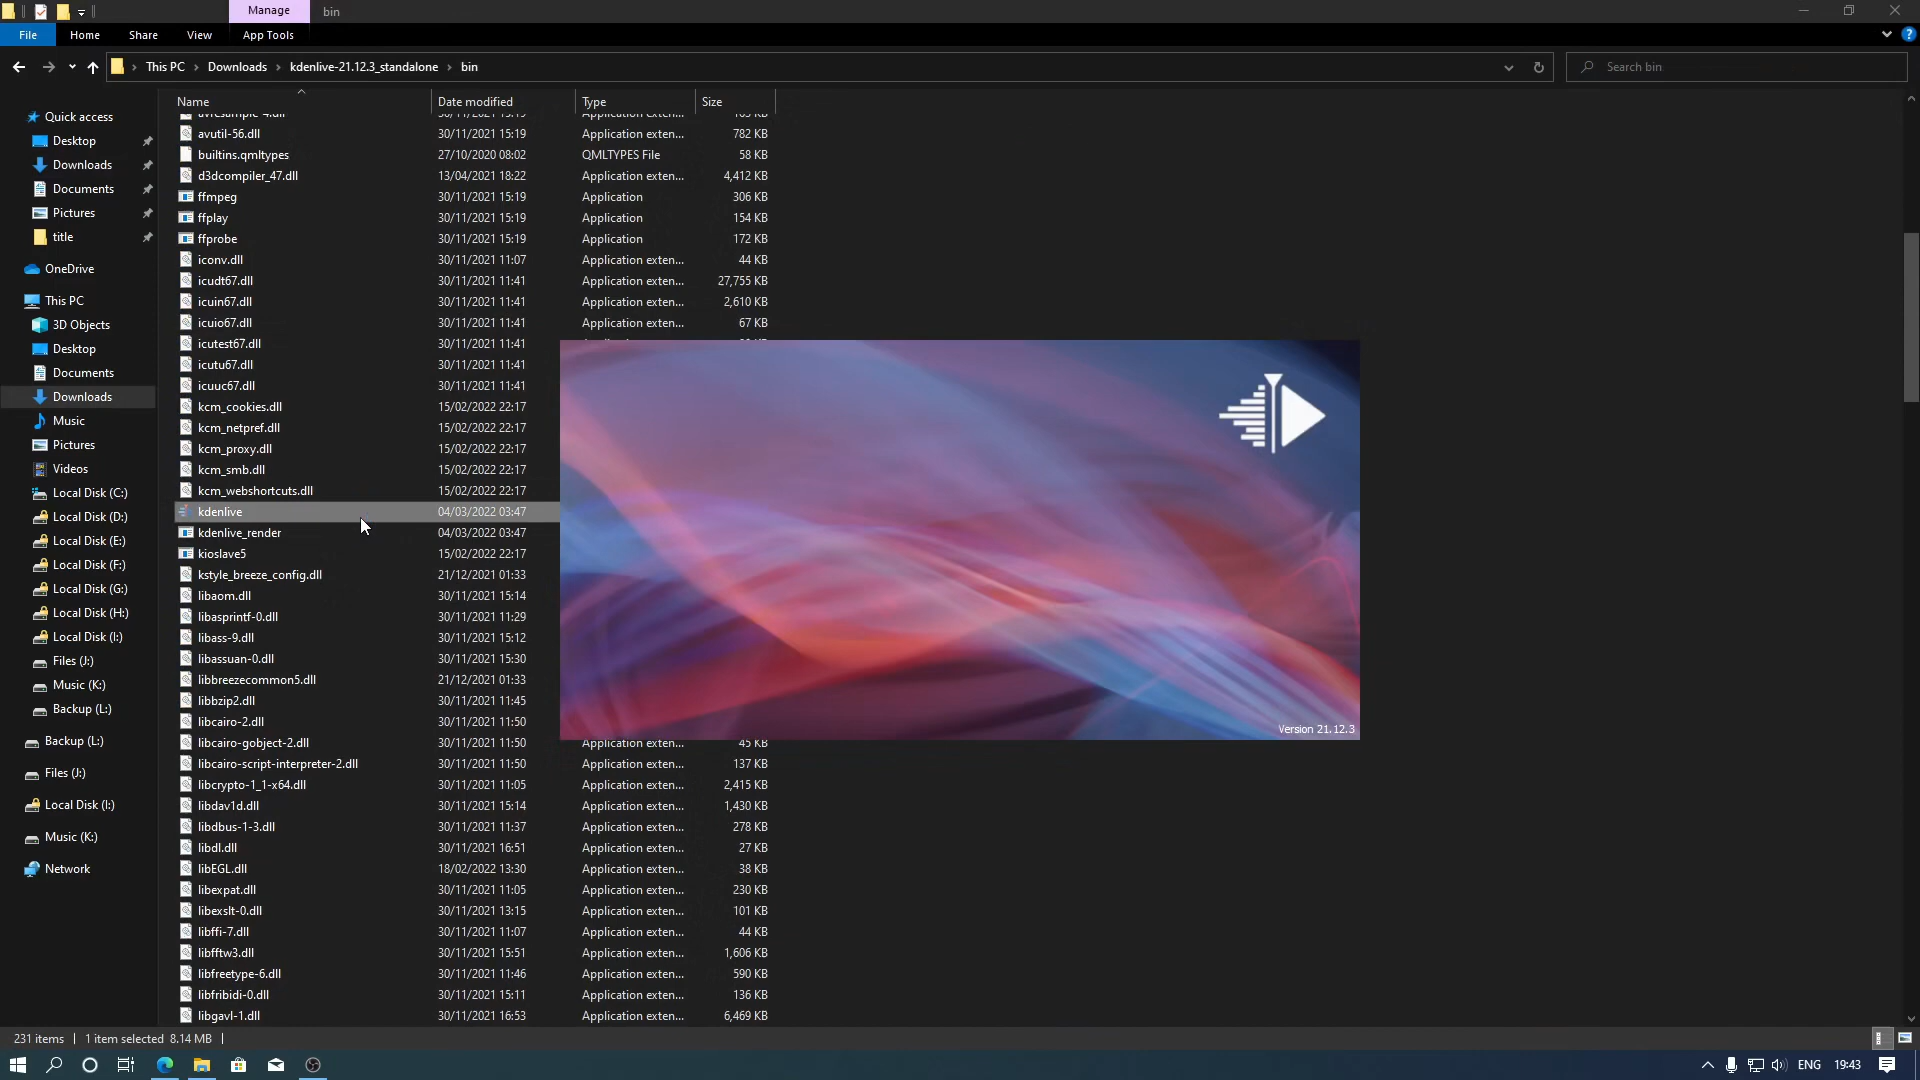 Manage
bin
File
Home
Share
View
App Tools
This PC
Downloads
kdenlive-21.12.3_standalone
bin
Search bin
Name
Date modified
Type
Size
avutil-56.dll 30/11/2021 15:19 Application exten... 782 KB
builtins.qmltypes 27/10/2020 08:02 QMLTYPES File 58 KB
d3dcompiler_47.dll 13/04/2021 18:22 Application exten... 4,412 KB
ffmpeg 30/11/2021 15:19 Application 306 KB
ffplay 30/11/2021 15:19 Application 154 KB
ffprobe 30/11/2021 15:19 Application 172 KB
iconv.dll 30/11/2021 11:07 Application exten... 44 KB
icudt67.dll 30/11/2021 11:41 Application exten... 27,755 KB
icuin67.dll 30/11/2021 11:41 Application exten... 2,610 KB
icuio67.dll 30/11/2021 11:41 Application exten... 67 KB
icutest67.dll 30/11/2021 11:41
icutu67.dll 30/11/2021 11:41
icuuc67.dll 30/11/2021 11:41
kcm_cookies.dll 15/02/2022 22:17
kcm_netpref.dll 15/02/2022 22:17
kcm_proxy.dll 15/02/2022 22:17
kcm_smb.dll 15/02/2022 22:17
kcm_webshortcuts.dll 15/02/2022 22:17
kdenlive 04/03/2022 03:47
kdenlive_render 04/03/2022 03:47
kioslave5 15/02/2022 22:17
kstyle_breeze_config.dll 21/12/2021 01:33
libaom.dll 30/11/2021 15:14
libasprintf-0.dll 30/11/2021 11:29
libass-9.dll 30/11/2021 15:12
libassuan-0.dll 30/11/2021 15:30
libbreezecommon5.dll 21/12/2021 01:33
libbzip2.dll 30/11/2021 11:45
libcairo-2.dll 30/11/2021 11:50
libcairo-gobject-2.dll 30/11/2021 11:50 Application exten... 45 KB
libcairo-script-interpreter-2.dll 30/11/2021 11:50 Application exten... 137 KB
libcrypto-1_1-x64.dll 30/11/2021 11:05 Application exten... 2,415 KB
libdav1d.dll 30/11/2021 15:14 Application exten... 1,430 KB
libdbus-1-3.dll 30/11/2021 11:37 Application exten... 278 KB
libdl.dll 30/11/2021 16:51 Application exten... 27 KB
libEGL.dll 18/02/2022 13:30 Application exten... 38 KB
libexpat.dll 30/11/2021 11:05 Application exten... 230 KB
libexslt-0.dll 30/11/2021 13:15 Application exten... 101 KB
libffi-7.dll 30/11/2021 11:07 Application exten... 44 KB
libfftw3.dll 30/11/2021 15:51 Application exten... 1,606 KB
libfreetype-6.dll 30/11/2021 11:46 Application exten... 590 KB
libfribidi-0.dll 30/11/2021 15:11 Application exten... 136 KB
libgavl-1.dll 30/11/2021 16:53 Application exten... 6,469 KB
Version 21.12.3
Quick access
Desktop
Downloads
Documents
Pictures
title
OneDrive
This PC
3D Objects
Desktop
Documents
Downloads
Music
Pictures
Videos
Local Disk (C:)
Local Disk (D:)
Local Disk (E:)
Local Disk (F:)
Local Disk (G:)
Local Disk (H:)
Local Disk (I:)
Files (J:)
Music (K:)
Backup (L:)
Backup (L:)
Files (J:)
Local Disk (I:)
Music (K:)
Network
231 items
1 item selected 8.14 MB
ENG
19:43